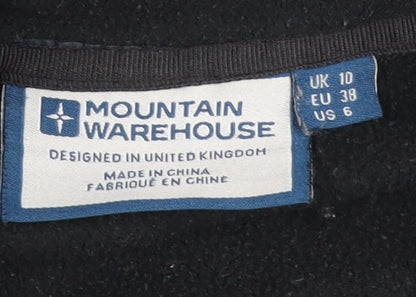 MOUNTAIN
WAREHOUSE
DESIGNED IN UNITED KINGDOM
MADE IN CHINA
FABRIQUÉ EN CHINE
UK 10
EU 38
US 6